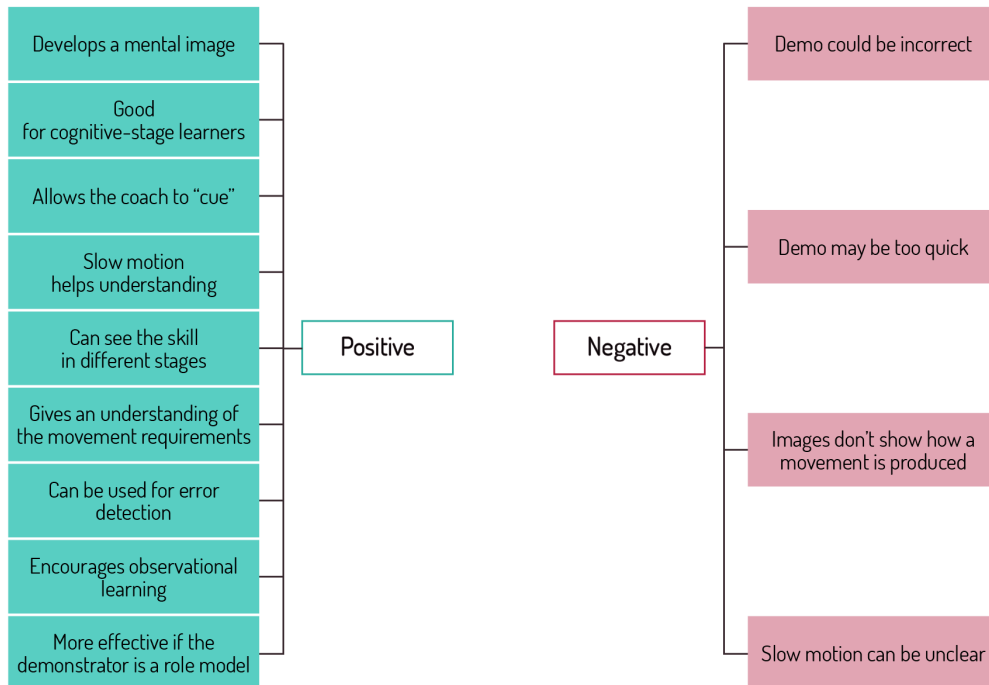 Develops a mental image
Good
for cognitive-stage learners
Allows the coach to “cue”
Slow motion
helps understanding
Can see the skill
in different stages
Gives an understanding of
the movement requirements
Can be used for error
detection
Encourages observational
learning
More effective if the
demonstrator is a role model
Positive
Negative
Demo could be incorrect
Demo may be too quick
Images don’t show how a
movement is produced
Slow motion can be unclear